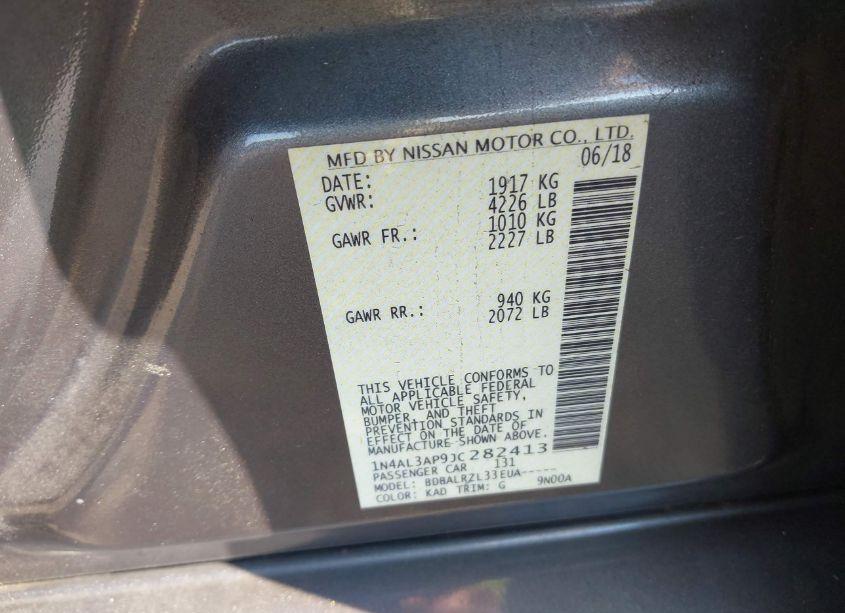 MFD BY NISSAN MOTOR CO., LTD.
DATE: 06/18
GVWR: 1917 KG
4226 LB
GAWR FR.: 1010 KG
2227 LB
GAWR RR.: 940 KG
2072 LB
THIS VEHICLE CONFORMS TO
ALL APPLICABLE FEDERAL
MOTOR VEHICLE SAFETY,
BUMPER, AND THEFT
PREVENTION STANDARDS IN
EFFECT ON THE DATE OF
MANUFACTURE SHOWN ABOVE.
1N4AL3AP9JC282413
PASSENGER CAR 131
MODEL: BDBALRZL33EUA-----
COLOR: KAD TRIM: G 9N00A